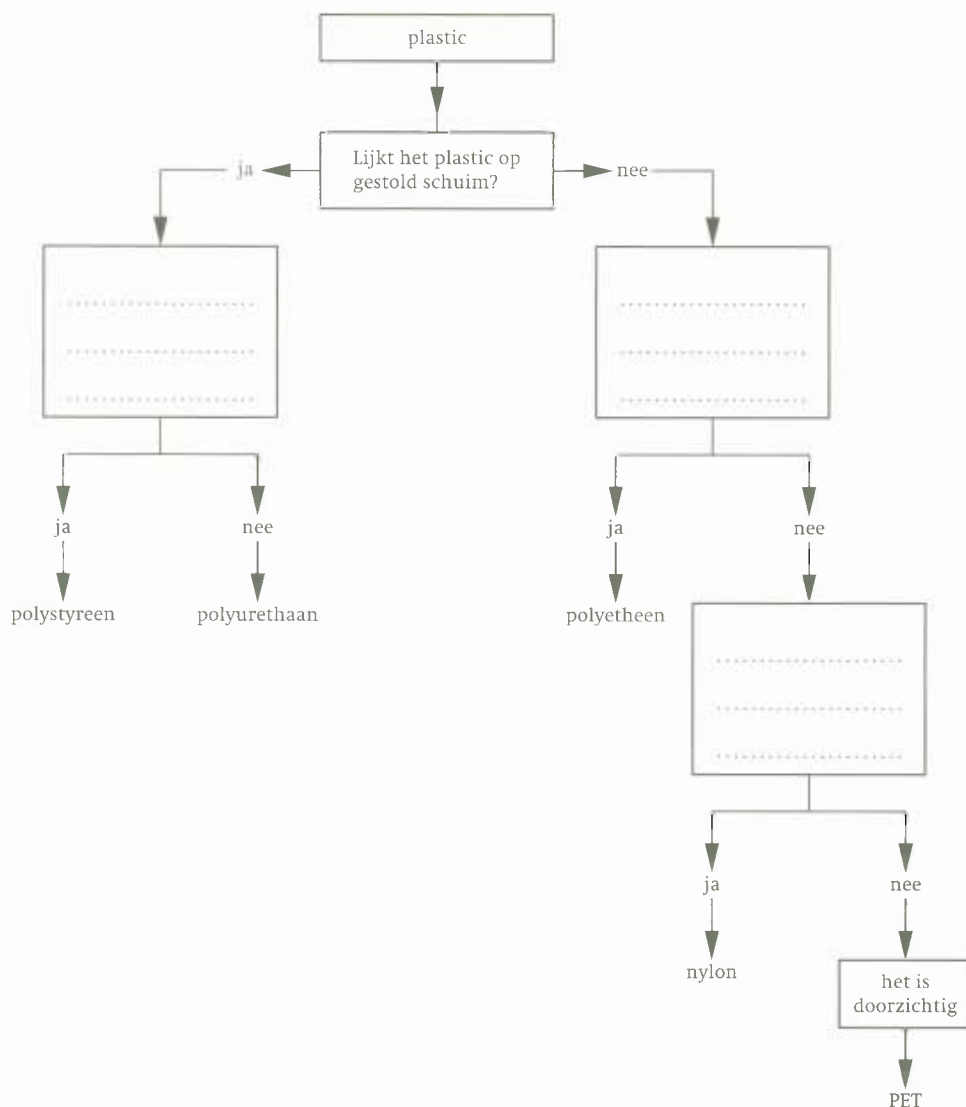 plastic
Lijkt het plastic op
gestold schuim?
ja
nee
........................
........................
........................
........................
........................
........................
ja
nee
ja
nee
polystyreen
polyurethaan
polyetheen
........................
........................
........................
ja
nee
nylon
het is
doorzichtig
PET